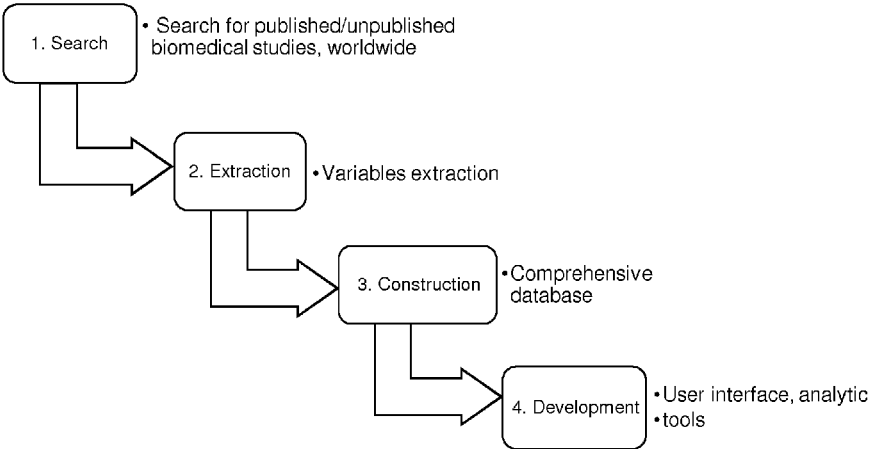 1. Search
• Search for published/unpublished
biomedical studies, worldwide
2. Extraction
•Variables extraction
3. Construction
•Comprehensive
database
4. Development
•User interface, analytic
•tools